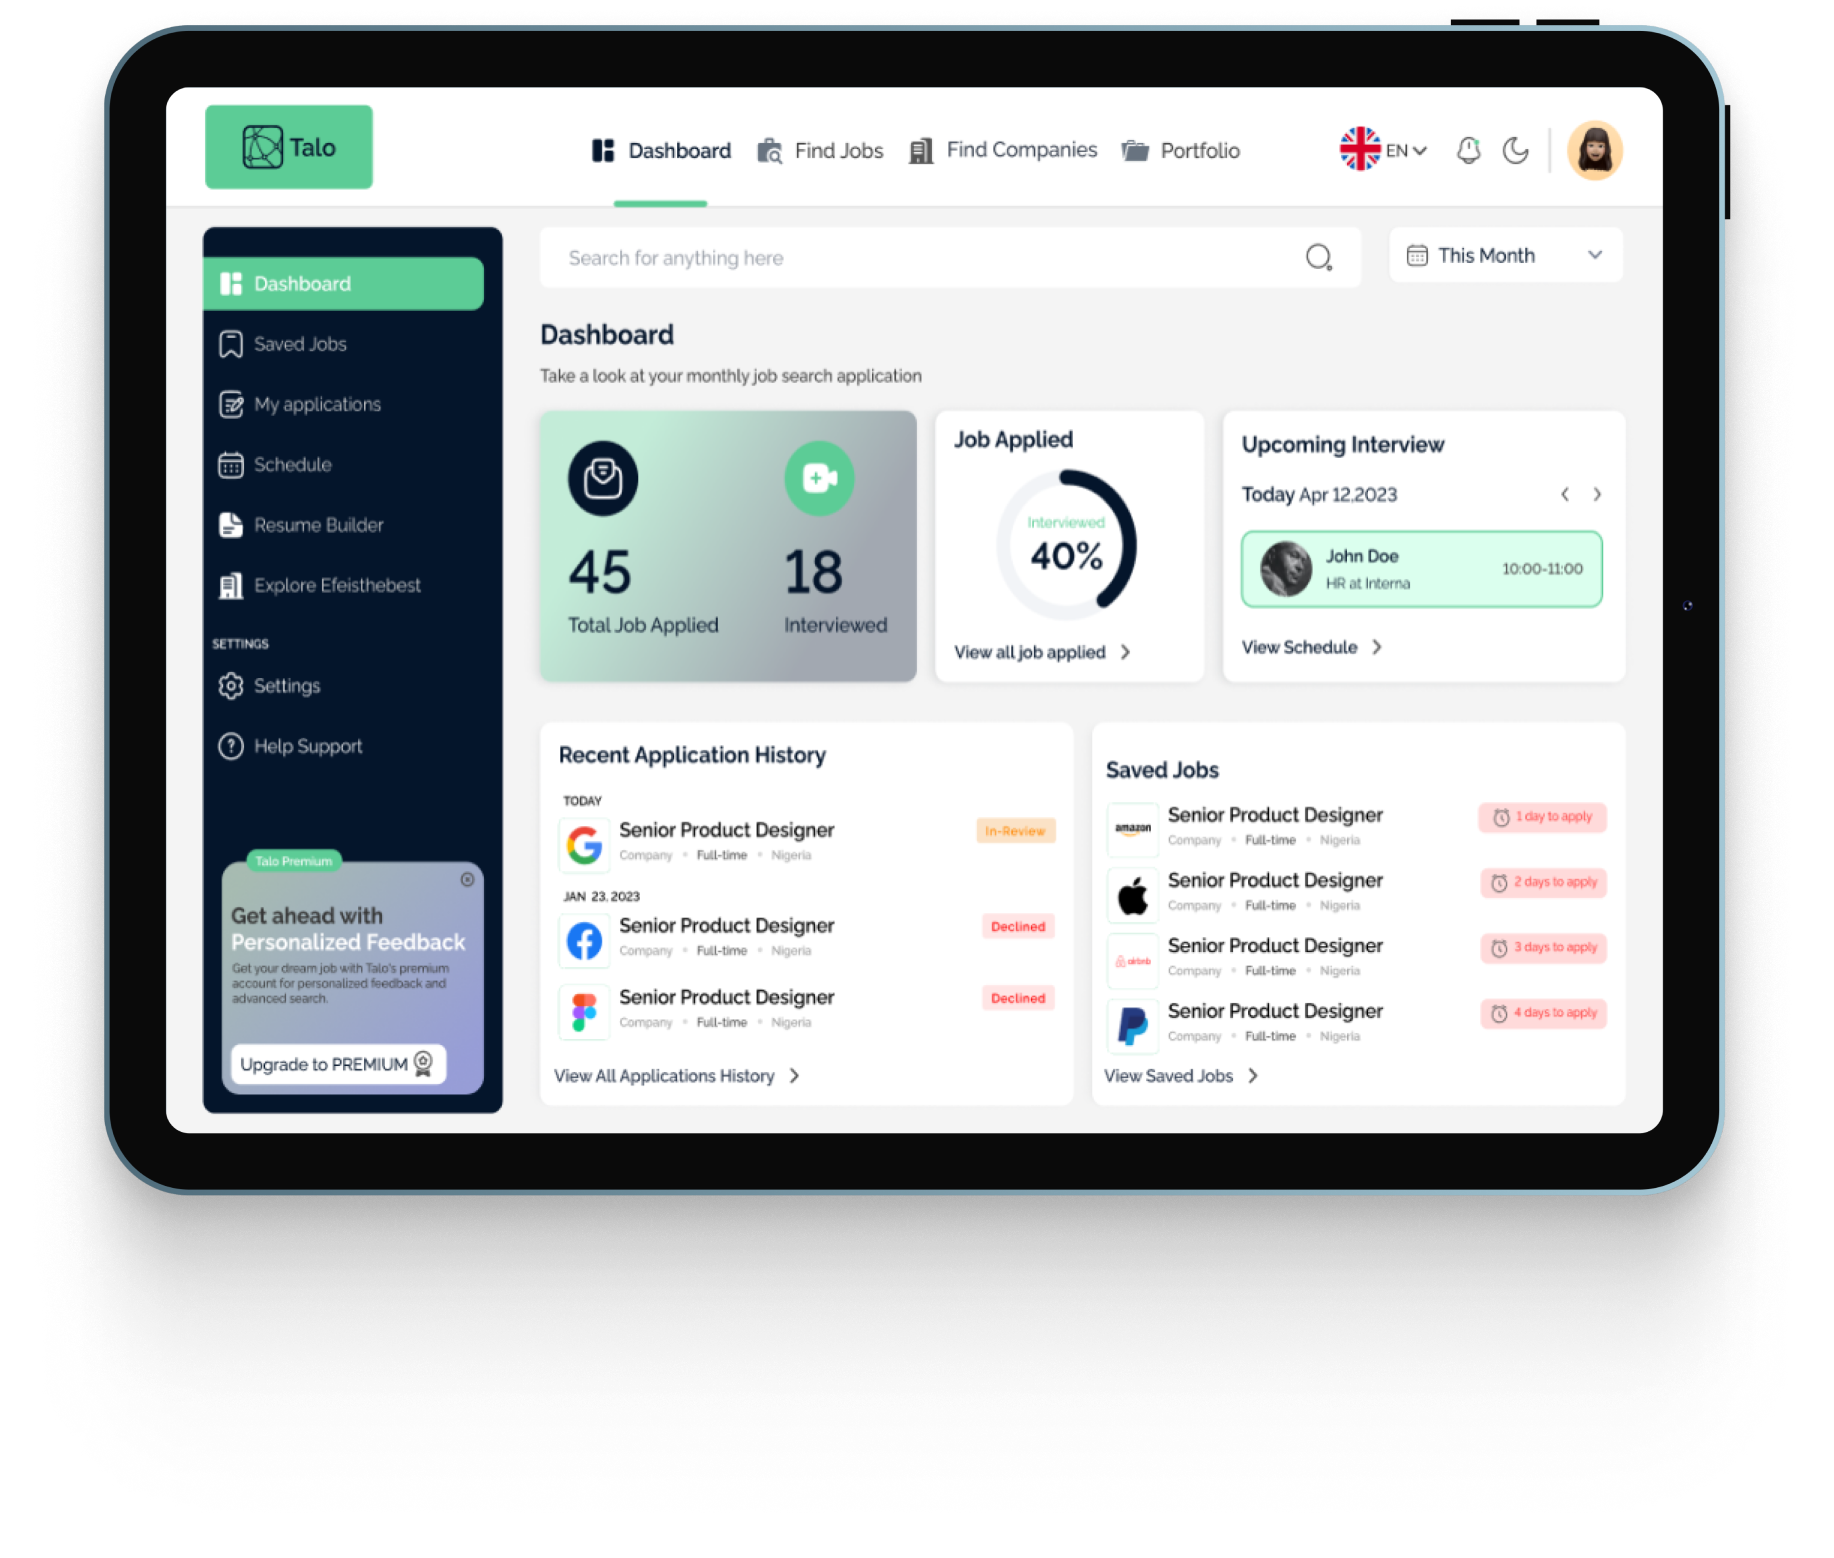 Talo
Dashboard
Find Jobs
Find Companies
Portfolio
EN
Dashboard
Saved Jobs
My applications
Schedule
Resume Builder
Explore Efeisthebest
SETTINGS
Settings
Help Support
Talo Premium
Get ahead with
Personalized Feedback
Get your dream job with Talo's premium
account for personalized feedback and
advanced search.
Upgrade to PREMIUM
Search for anything here
This Month
Dashboard
Take a look at your monthly job search application
45
Total Job Applied
18
Interviewed
Job Applied
Interviewed
40%
View all job applied
Upcoming Interview
Today Apr 12,2023
John Doe
HR at Interna
10:00-11:00
View Schedule
Recent Application History
TODAY
Senior Product Designer
In-Review
Company • Full-time • Nigeria
JAN 23, 2023
Senior Product Designer
Declined
Company • Full-time • Nigeria
Senior Product Designer
Declined
Company • Full-time • Nigeria
View All Applications History
Saved Jobs
amazon
Senior Product Designer
1 day to apply
Company • Full-time • Nigeria
Senior Product Designer
2 days to apply
Company • Full-time • Nigeria
airbnb
Senior Product Designer
3 days to apply
Company • Full-time • Nigeria
Senior Product Designer
4 days to apply
Company • Full-time • Nigeria
View Saved Jobs